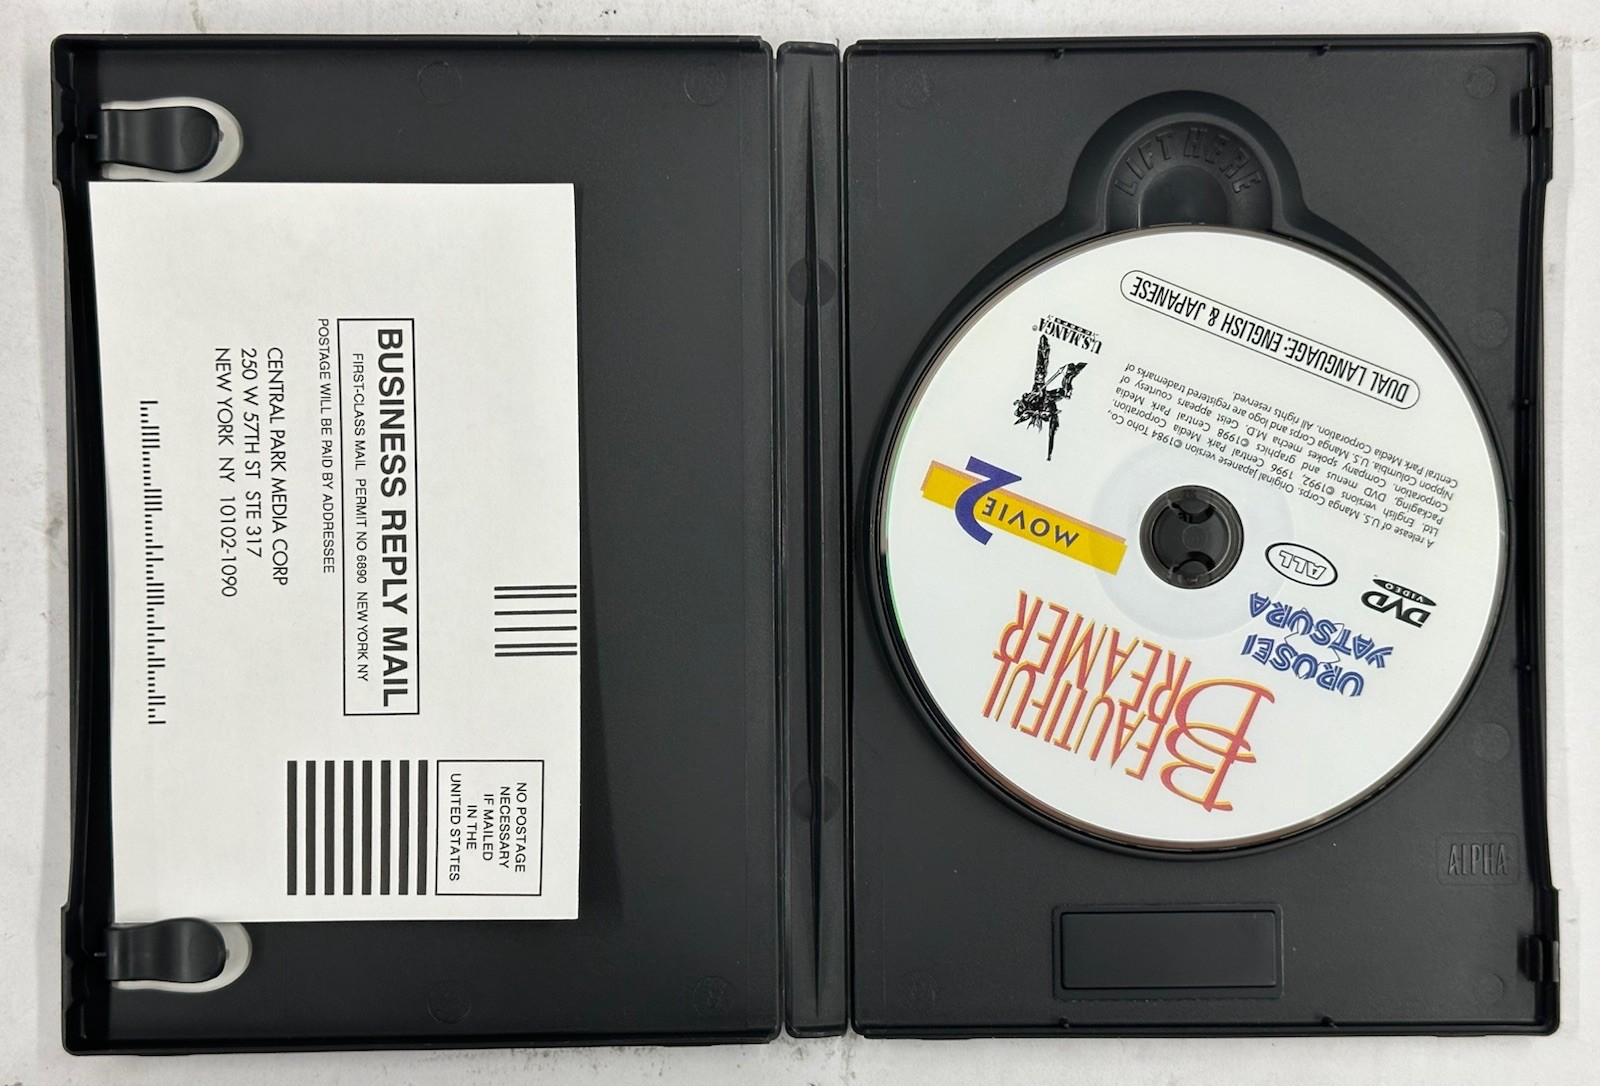 NO POSTAGE
NECESSARY
IF MAILED
IN THE
UNITED STATES
BUSINESS REPLY MAIL
FIRST-CLASS MAIL PERMIT NO 6890 NEW YORK NY
POSTAGE WILL BE PAID BY ADDRESSEE
CENTRAL PARK MEDIA CORP
250 W 57TH ST STE 317
NEW YORK NY 10102-1090
LIFT HERE
URUSEI
YATSURA
BEAUTIFUL
DREAMER
MOVIE 2
DVD
VIDEO
ALL
A release of U.S. Manga Corps. Original Japanese version ©1984 Toho Co.,
Ltd. English versions ©1992, 1996 Central Park Media Corporation.
Packaging, DVD menus and graphics ©1998 Central Park Media
Corporation. Company spokes mecha M.D. Geist appears courtesy of
Nippon Columbia. U.S. Manga Corps and logo are registered trademarks of
Central Park Media Corporation. All rights reserved.
U.S. MANGA®
CORPS
DUAL LANGUAGE: ENGLISH & JAPANESE
ALPHA